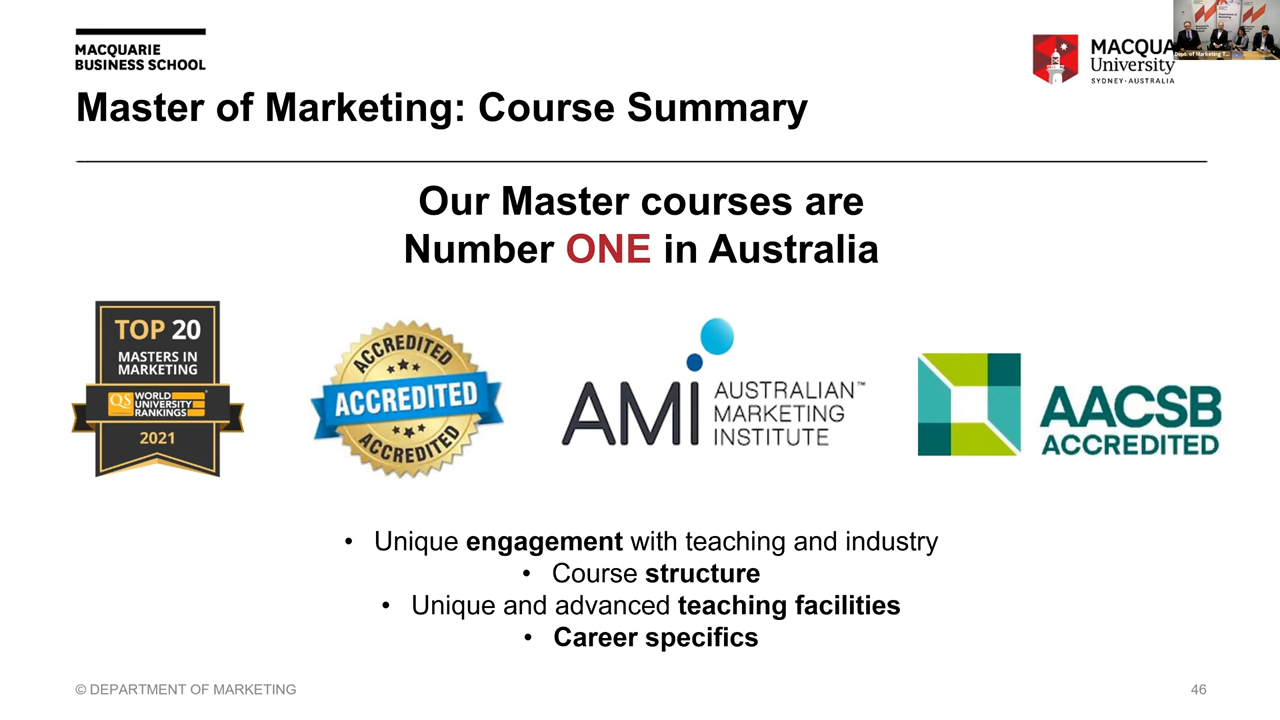 MACQUARIE
BUSINESS SCHOOL
MACQUA
University
SYDNEY-AUSTRALIA
Dept. of Marketing T...
Master of Marketing: Course Summary
Our Master courses are
Number ONE in Australia
TOP 20
MASTERS IN
MARKETING
QS WORLD
UNIVERSITY
RANKINGS
2021
ACCREDITED
ACCREDITED
ACCREDITED
AMI AUSTRALIAN™
MARKETING
INSTITUTE
AACSB
ACCREDITED
• Unique engagement with teaching and industry
• Course structure
• Unique and advanced teaching facilities
• Career specifics
© DEPARTMENT OF MARKETING
46